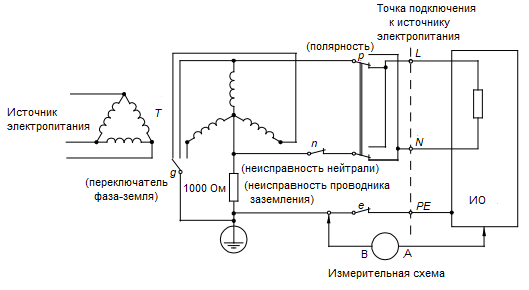 Точка подключения
к источнику
электропитания
(полярность)
p
L
Источник
электропитания
T
n
N
g
(переключатель
фаза-земля)
1000 Ом
(неисправность нейтрали)
(неисправность проводника
заземления)
e
PE
ИО
B
A
Измерительная схема